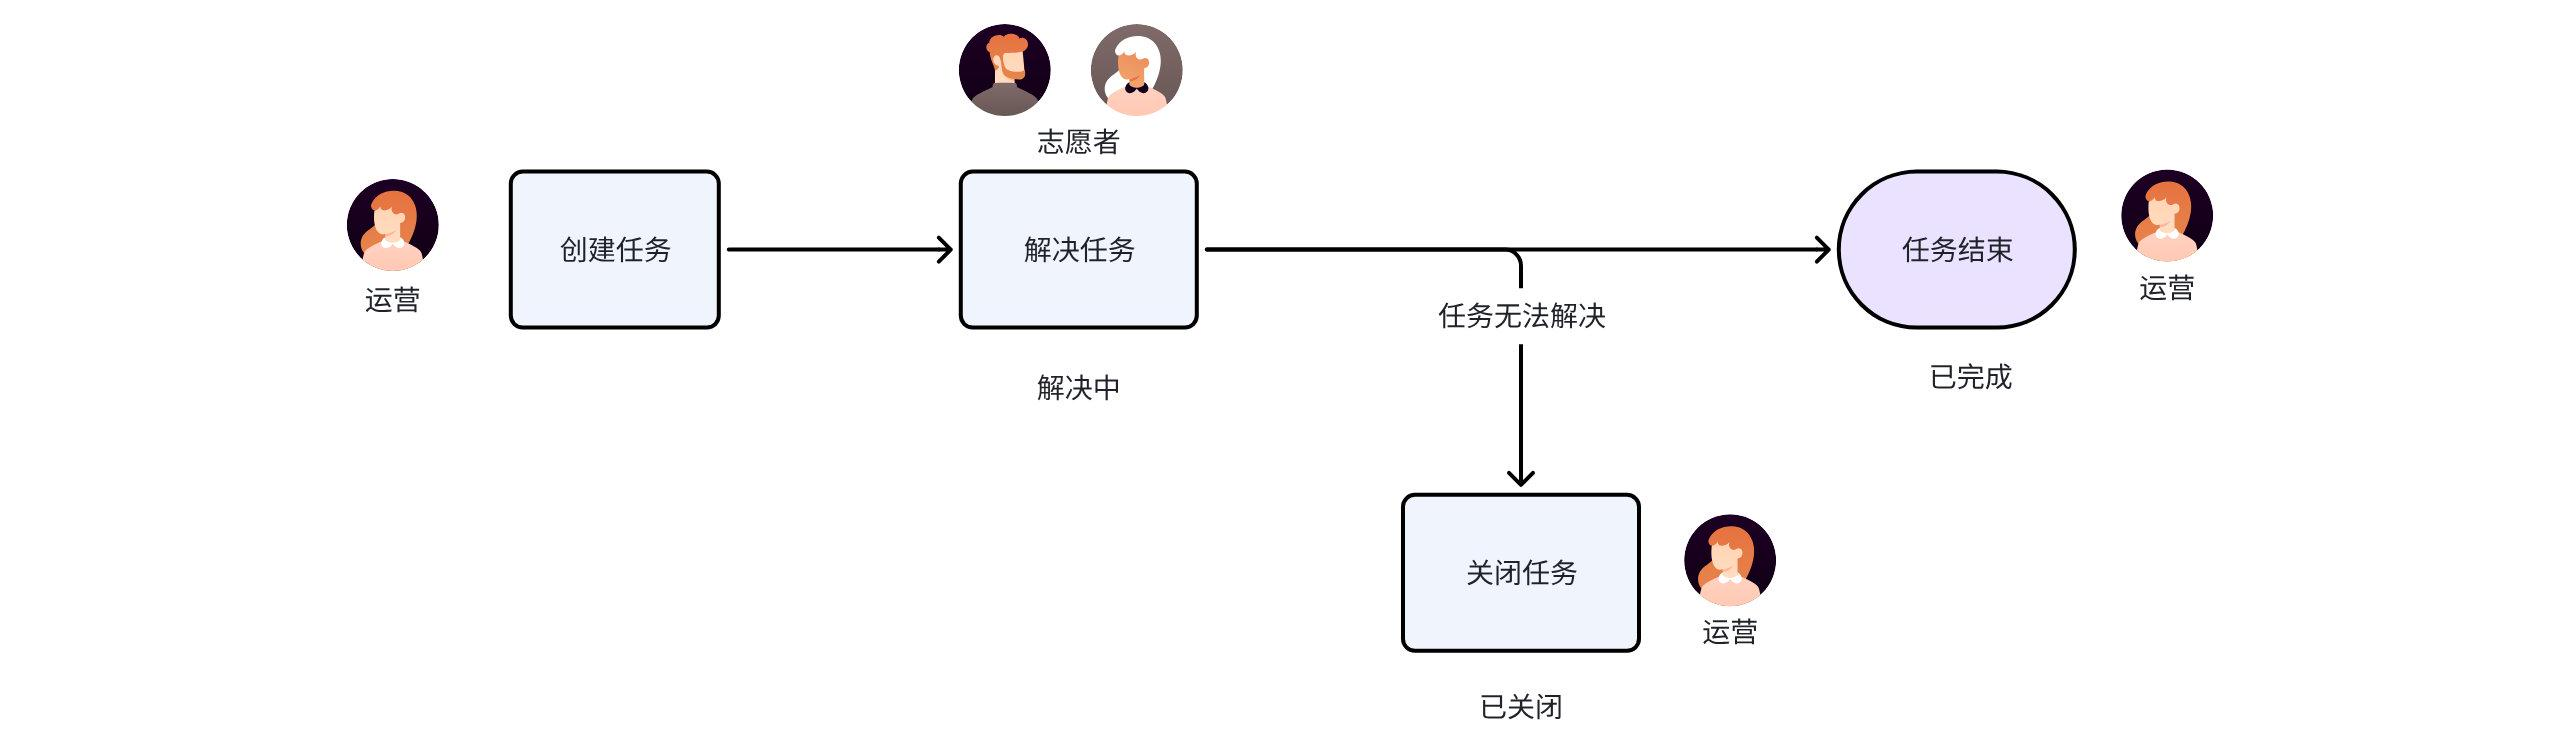 志愿者
运营
创建任务
解决任务
任务结束
运营
任务无法解决
解决中
已完成
关闭任务
运营
已关闭